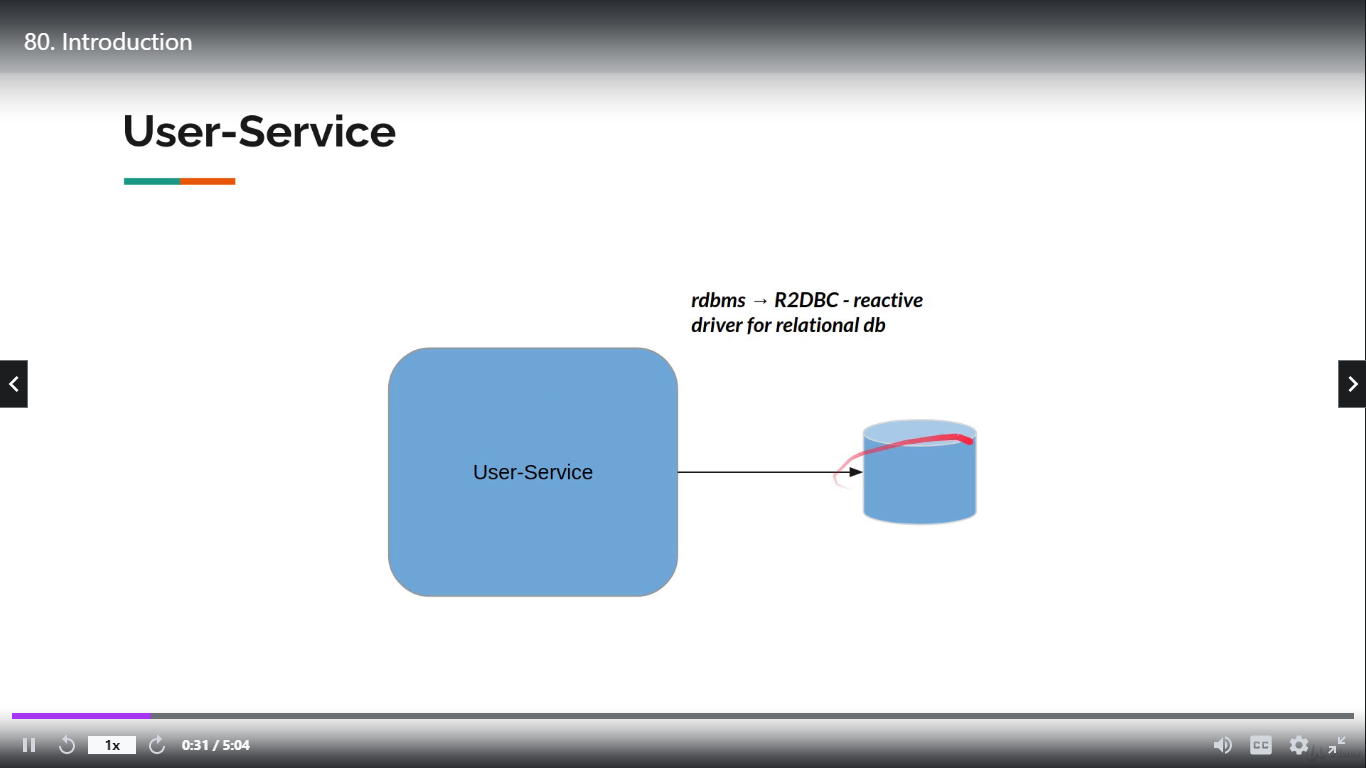 80. Introduction
User-Service
rdbms → R2DBC - reactive
driver for relational db
User-Service
1x
0:31 / 5:04
CC